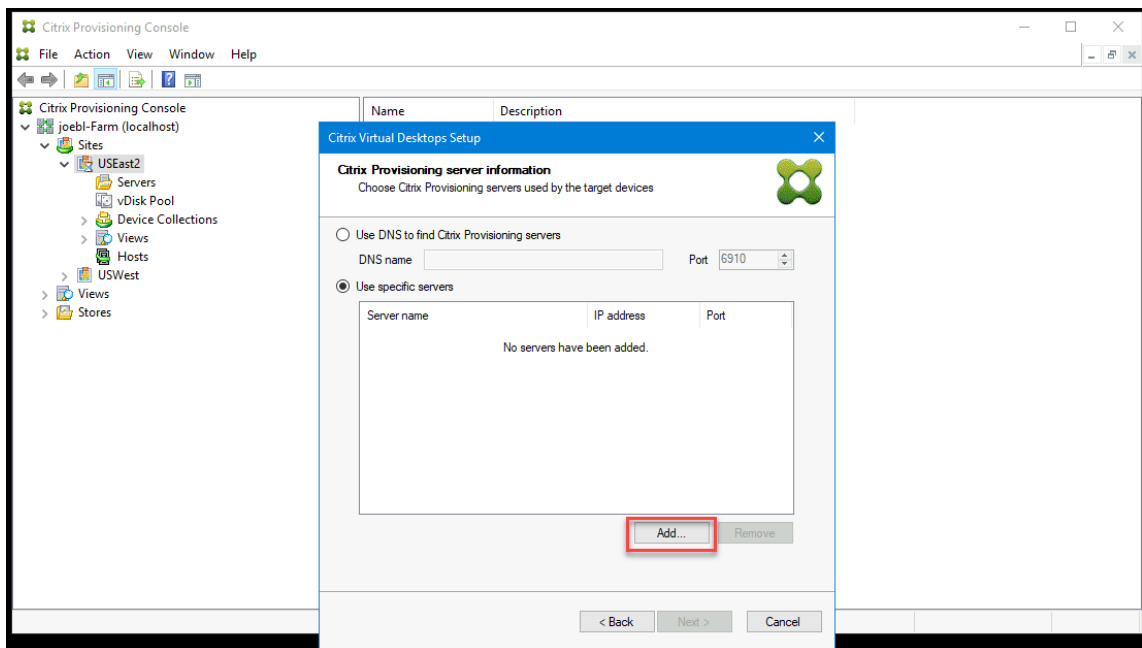 Citrix Provisioning Console
File Action View Window Help
Citrix Provisioning Console
joebl-Farm (localhost)
Sites
USEast2
Servers
vDisk Pool
Device Collections
Views
Hosts
USWest
Views
Stores
Name Description
Citrix Virtual Desktops Setup
Citrix Provisioning server information
Choose Citrix Provisioning servers used by the target devices
Use DNS to find Citrix Provisioning servers
DNS name Port 6910
Use specific servers
Server name IP address Port
No servers have been added.
Add... Remove
< Back Next > Cancel